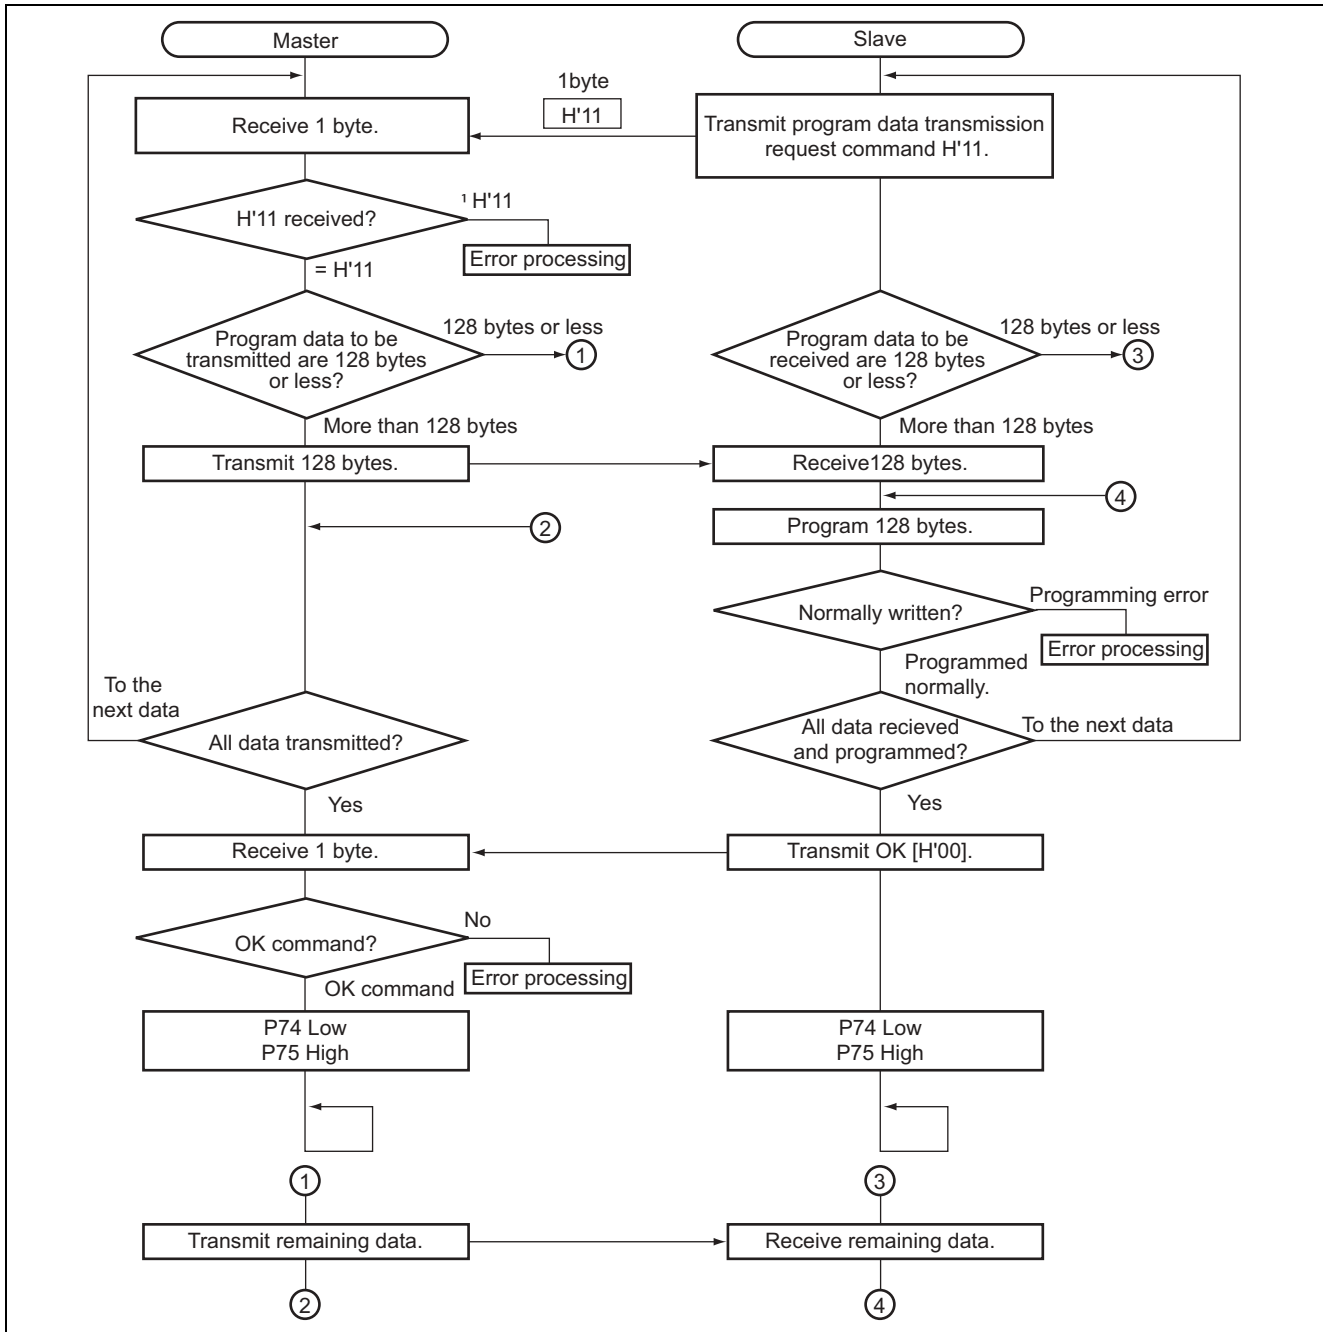 Master
Slave
1byte
H'11
Receive 1 byte.
Transmit program data transmission
request command H'11.
H'11 received?
¹ H'11
Error processing
= H'11
Program data to be
transmitted are 128 bytes
or less?
128 bytes or less
1
Program data to be
received are 128 bytes
or less?
128 bytes or less
3
More than 128 bytes
More than 128 bytes
Transmit 128 bytes.
Receive128 bytes.
4
2
Program 128 bytes.
Normally written?
Programming error
Error processing
Programmed
normally.
To the
next data
All data transmitted?
All data recieved
and programmed?
To the next data
Yes
Yes
Receive 1 byte.
Transmit OK [H'00].
OK command?
No
Error processing
OK command
P74 Low
P75 High
P74 Low
P75 High
1
3
Transmit remaining data.
Receive remaining data.
2
4